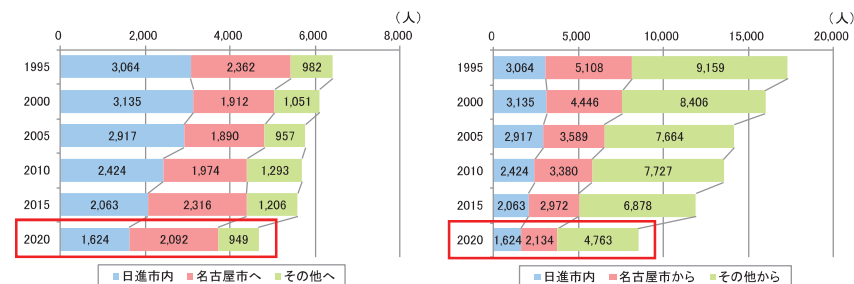 （人）
0 2,000 4,000 6,000 8,000
1995 3,064 2,362 982
2000 3,135 1,912 1,051
2005 2,917 1,890 957
2010 2,424 1,974 1,293
2015 2,063 2,316 1,206
2020 1,624 2,092 949
日進市内 名古屋市へ その他へ
（人）
0 5,000 10,000 15,000 20,000
1995 3,064 5,108 9,159
2000 3,135 4,446 8,406
2005 2,917 3,589 7,664
2010 2,424 3,380 7,727
2015 2,063 2,972 6,878
2020 1,624 2,134 4,763
日進市内 名古屋市から その他から